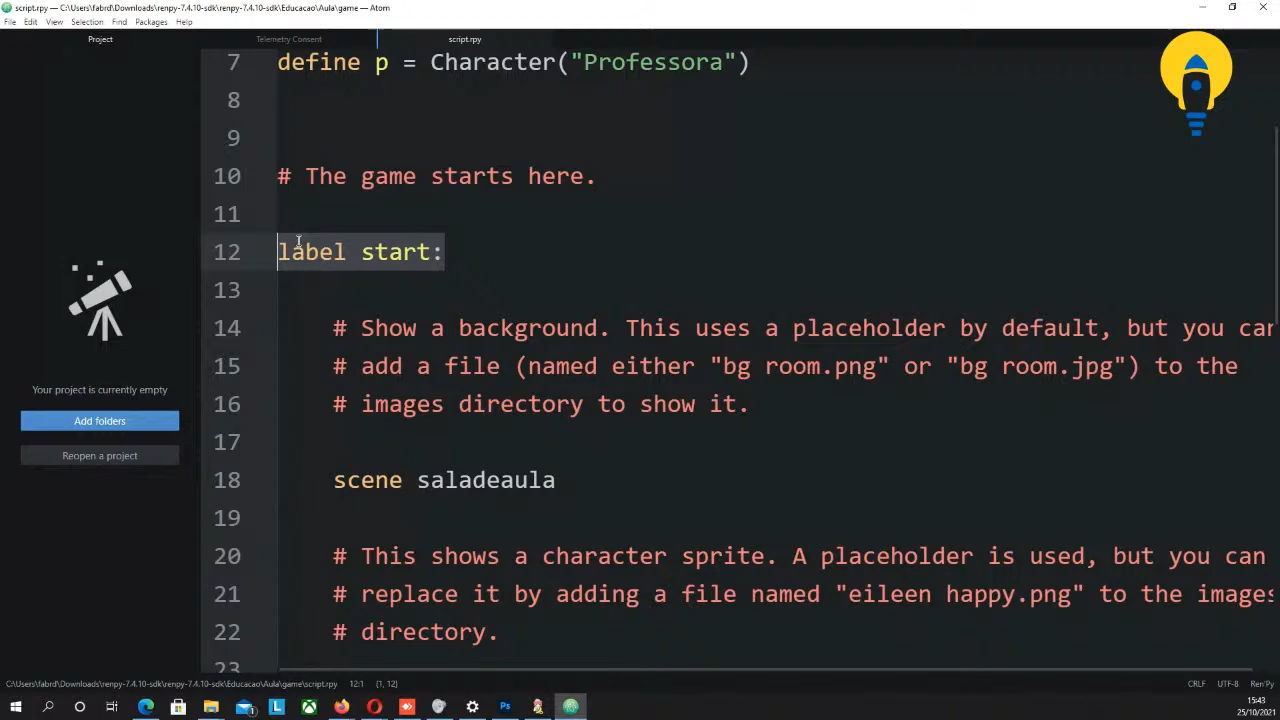 script.rpy — C:\Users\fabrd\Downloads\renpy-7.4.10-sdk\renpy-7.4.10-sdk\Educacao\Aula\game — Atom
File Edit View Selection Find Packages Help
Project
Telemetry Consent
script.rpy
7 define p = Character("Professora")
8
9
10 # The game starts here.
11
12 label start:
13
14 # Show a background. This uses a placeholder by default, but you can
15 # add a file (named either "bg room.png" or "bg room.jpg") to the
16 # images directory to show it.
17
18 scene saladeaula
19
20 # This shows a character sprite. A placeholder is used, but you can
21 # replace it by adding a file named "eileen happy.png" to the images
22 # directory.
23
Your project is currently empty
Add folders
Reopen a project
C:\Users\fabrd\Downloads\renpy-7.4.10-sdk\renpy-7.4.10-sdk\Educacao\Aula\game\script.rpy 12:1 (1, 12) CRLF UTF-8 Ren'Py
L Ps
15:43
25/10/2021